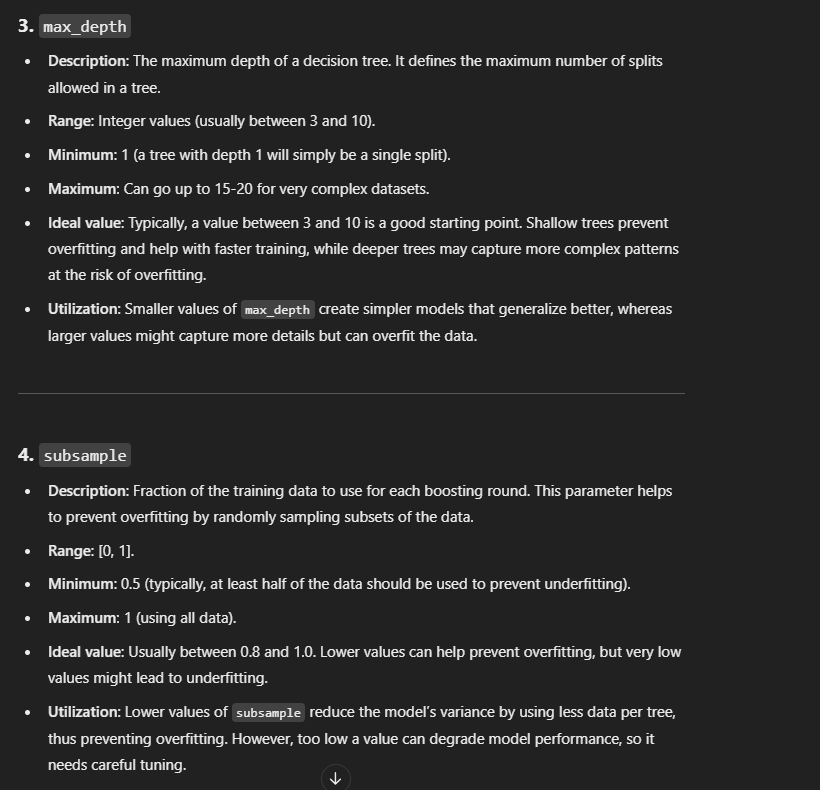 3. max_depth
• Description: The maximum depth of a decision tree. It defines the maximum number of splits
allowed in a tree.
• Range: Integer values (usually between 3 and 10).
• Minimum: 1 (a tree with depth 1 will simply be a single split).
• Maximum: Can go up to 15-20 for very complex datasets.
• Ideal value: Typically, a value between 3 and 10 is a good starting point. Shallow trees prevent
overfitting and help with faster training, while deeper trees may capture more complex patterns
at the risk of overfitting.
• Utilization: Smaller values of max_depth create simpler models that generalize better, whereas
larger values might capture more details but can overfit the data.
4. subsample
• Description: Fraction of the training data to use for each boosting round. This parameter helps
to prevent overfitting by randomly sampling subsets of the data.
• Range: [0, 1].
• Minimum: 0.5 (typically, at least half of the data should be used to prevent underfitting).
• Maximum: 1 (using all data).
• Ideal value: Usually between 0.8 and 1.0. Lower values can help prevent overfitting, but very low
values might lead to underfitting.
• Utilization: Lower values of subsample reduce the model’s variance by using less data per tree,
thus preventing overfitting. However, too low a value can degrade model performance, so it
needs careful tuning.